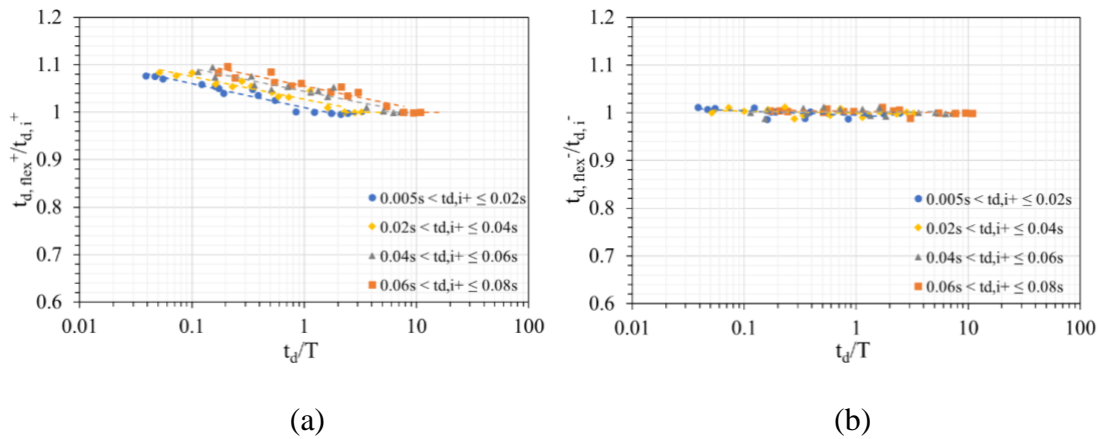 1.2
1.1
1
0.9
0.8
0.7
0.6
t_d, flex^+/t_d,i^+
0.005s < td,i+ ≤ 0.02s
0.02s < td,i+ ≤ 0.04s
0.04s < td,i+ ≤ 0.06s
0.06s < td,i+ ≤ 0.08s
0.01 0.1 1 10 100
t_d/T
(a)
1.2
1.1
1
0.9
0.8
0.7
0.6
t_d, flex^-/t_d,i^-
0.005s < td,i+ ≤ 0.02s
0.02s < td,i+ ≤ 0.04s
0.04s < td,i+ ≤ 0.06s
0.06s < td,i+ ≤ 0.08s
0.01 0.1 1 10 100
t_d/T
(b)